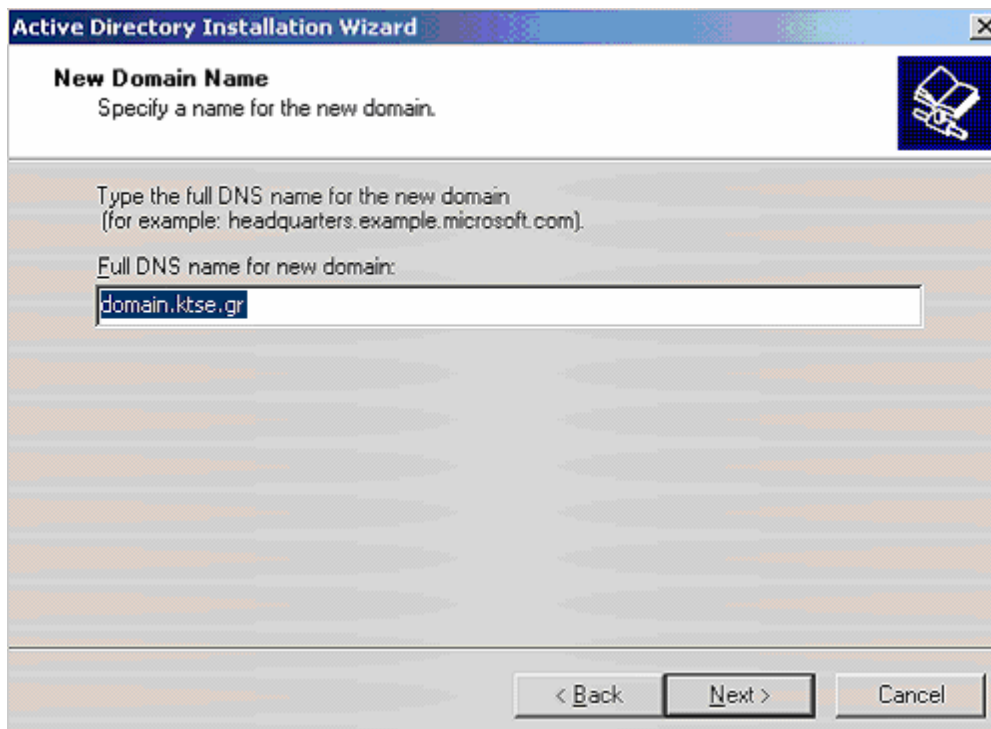 Active Directory Installation Wizard
New Domain Name
Specify a name for the new domain.
Type the full DNS name for the new domain
(for example: headquarters.example.microsoft.com).
Full DNS name for new domain:
domain.ktse.gr
< Back Next > Cancel